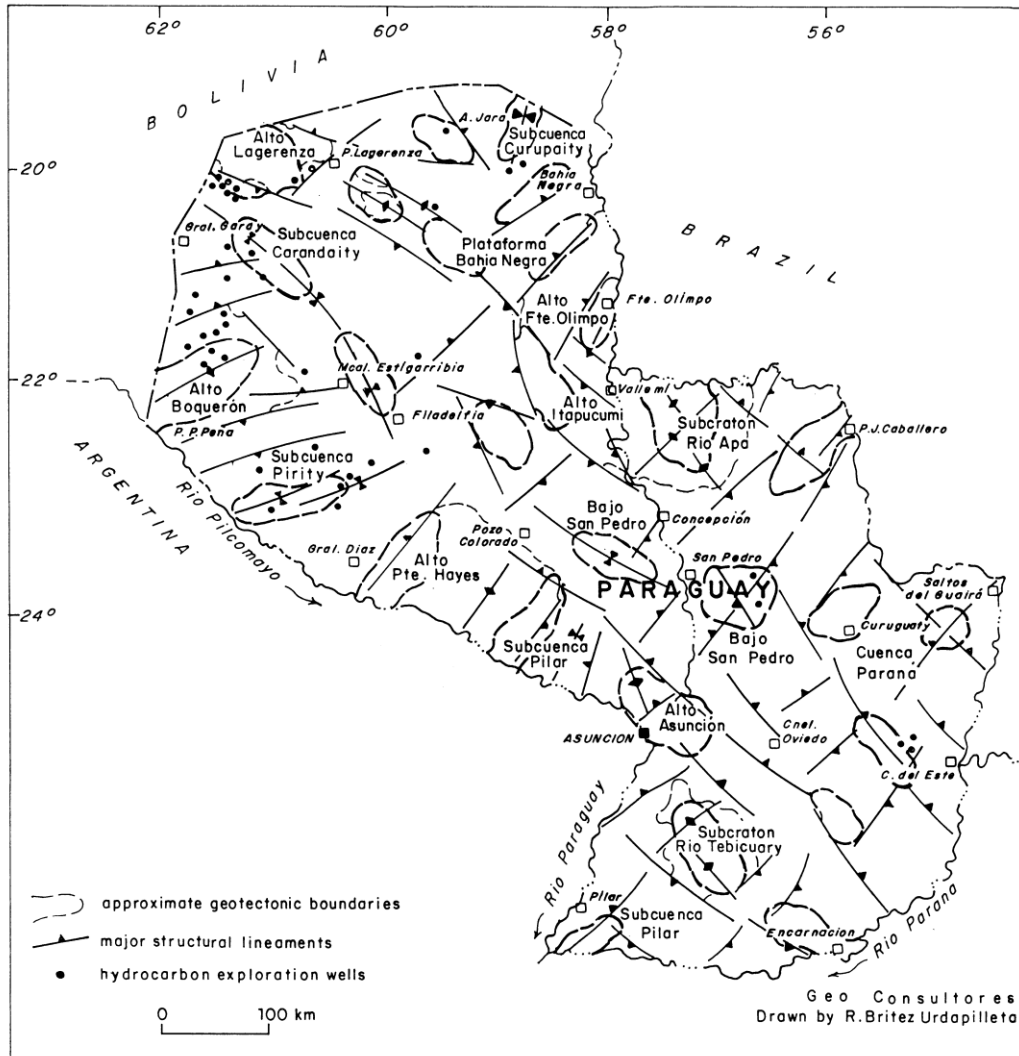 62° 60° 58° 56°
BOLIVIA
A. Jara
Subcuenca
Curupaity
Alto
Lagerenza
P. Lagerenza
20°
Bahia
Negra
BRAZIL
Gral. Garay
Subcuenca
Carandaity
Plataforma
Bahia Negra
Alto
Fte. Olimpo
Fte. Olimpo
22°
Mcal. Estigarribia
Vallemi
Alto
Boquerón
Alto
Itapucumi
Filadelfia
Subcraton
Rio Apa
P.J. Caballero
P. P. Pena
ARGENTINA
Subcuenca
Pirity
Rio Pilcomayo
Bajo
San Pedro
Concepción
Pozo
Colorado
Gral. Diaz
Alto
Pte. Hayes
San Pedro
PARAGUAY
Saltos
del Guairá
24°
Curuguaty
Bajo
San Pedro
Cuenca
Parana
Subcuenca
Pilar
Alto
Asunción
ASUNCION
Cnel.
Oviedo
C. del Este
Rio Paraguay
Subcraton
Rio Tebicuary
Pilar
Subcuenca
Pilar
Encarnacion
Rio Parana
approximate geotectonic boundaries
major structural lineaments
hydrocarbon exploration wells
0 100 km
Geo Consultores
Drawn by R. Britez Urdapilleta